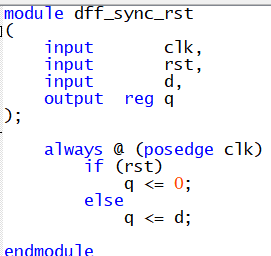 module dff_sync_rst
(
    input        clk,
    input        rst,
    input        d,
    output  reg q
);

    always @ (posedge clk)
        if (rst)
            q <= 0;
        else
            q <= d;

endmodule